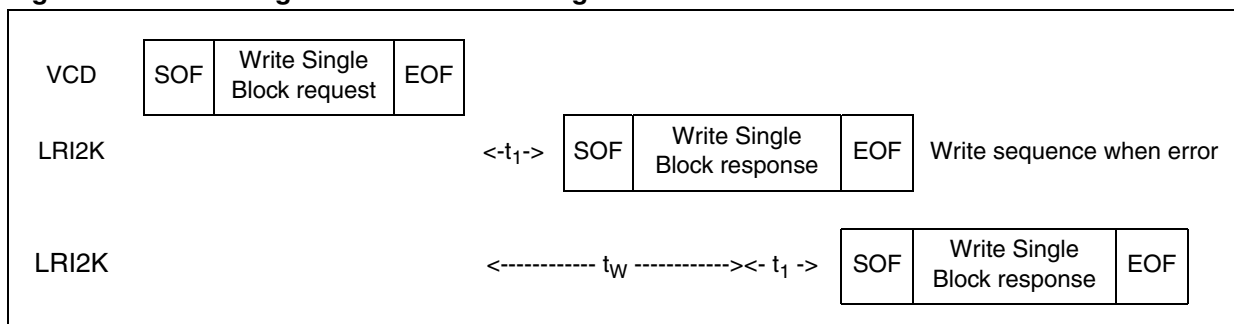 VCD SOF Write Single Block request EOF
LRI2K <-t1-> SOF Write Single Block response EOF Write sequence when error
LRI2K <------------ tW ------------><- t1 -> SOF Write Single Block response EOF